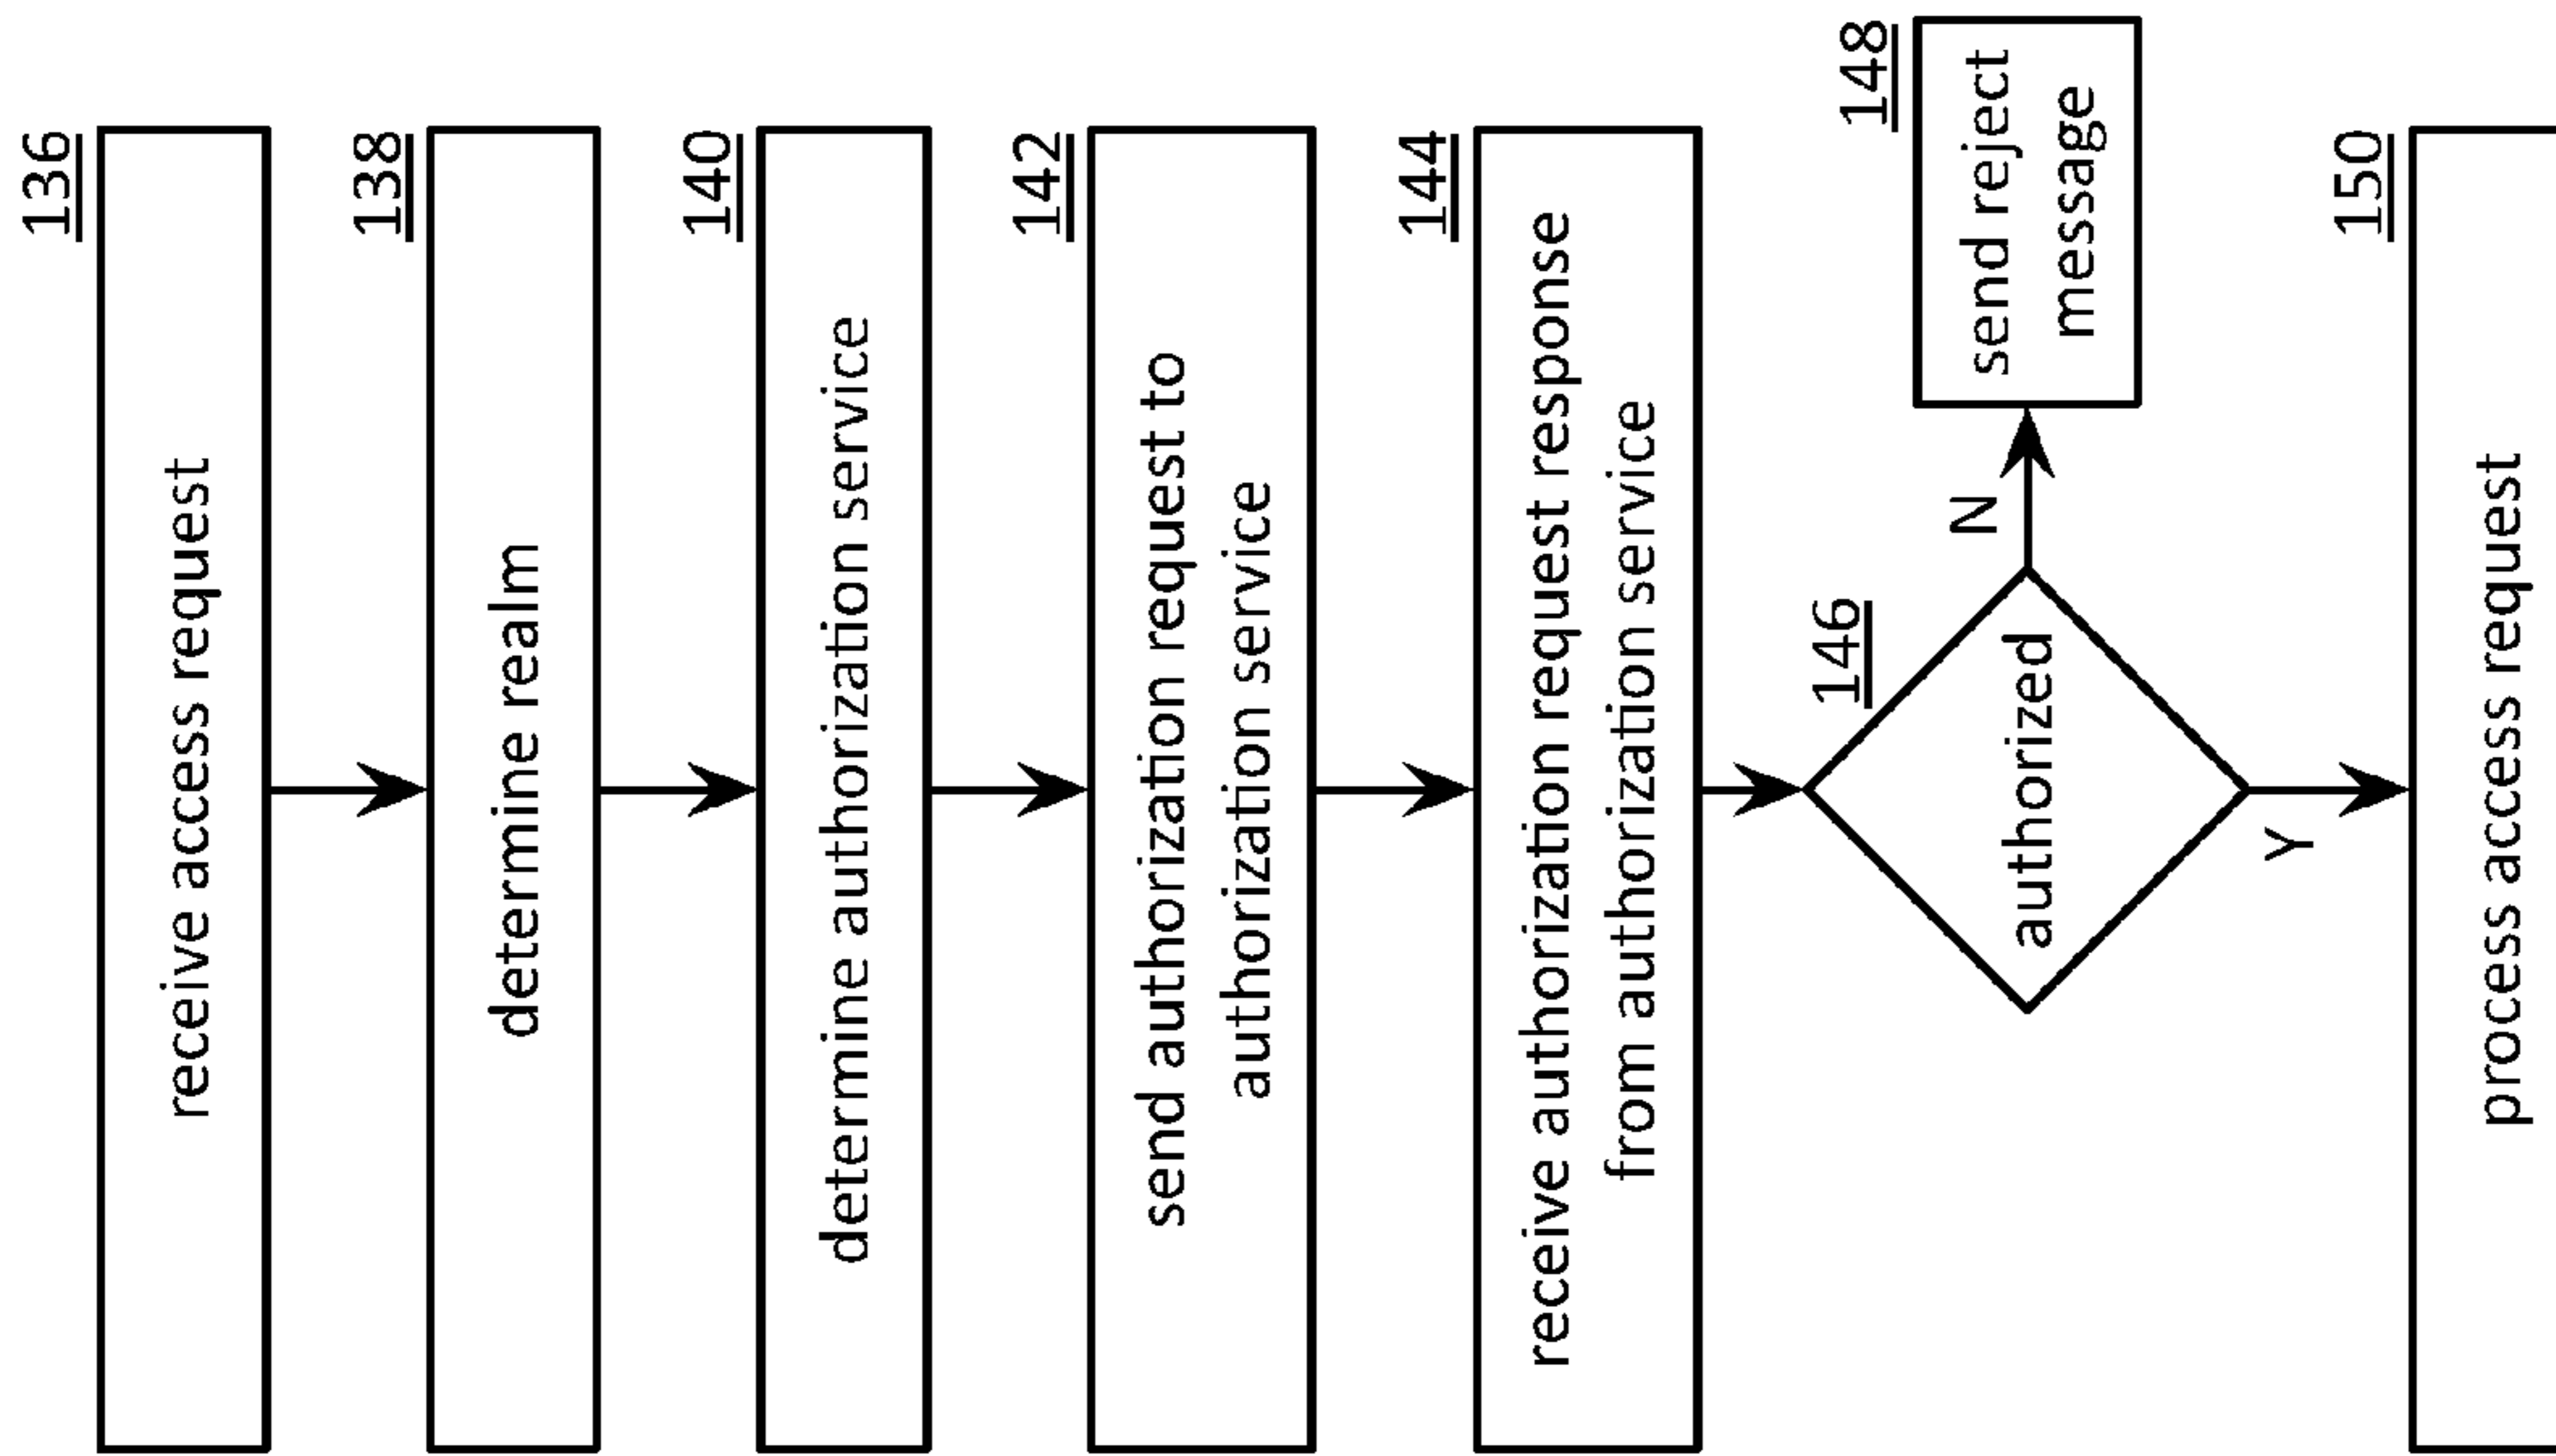 136
receive access request
138
determine realm
140
determine authorization service
142
send authorization request to
authorization service
144
receive authorization request response
from authorization service
146
authorized
N
148
send reject
message
Y
150
process access request